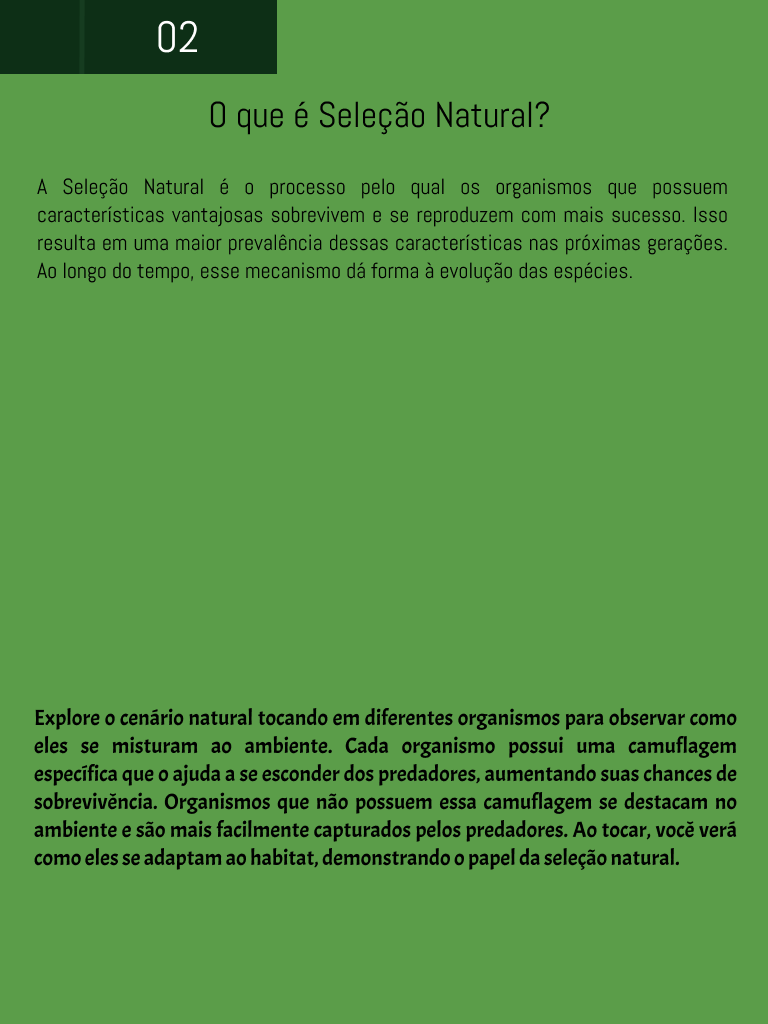 02
O que é Seleção Natural?
A Seleção Natural é o processo pelo qual os organismos que possuem
características vantajosas sobrevivem e se reproduzem com mais sucesso. Isso
resulta em uma maior prevalência dessas características nas próximas gerações.
Ao longo do tempo, esse mecanismo dá forma à evolução das espécies.
Explore o cenário natural tocando em diferentes organismos para observar como
eles se misturam ao ambiente. Cada organismo possui uma camuflagem
específica que o ajuda a se esconder dos predadores, aumentando suas chances de
sobrevivência. Organismos que não possuem essa camuflagem se destacam no
ambiente e são mais facilmente capturados pelos predadores. Ao tocar, você verá
como eles se adaptam ao habitat, demonstrando o papel da seleção natural.